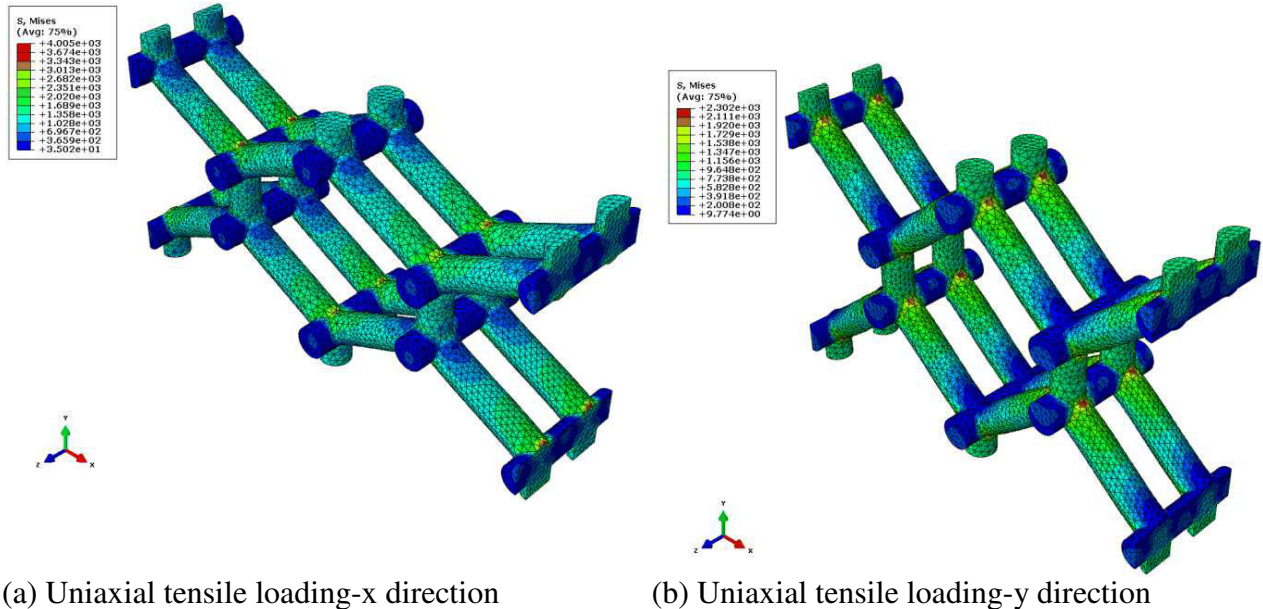 S, Mises
(Avg: 75%)
+4.005e+03
+3.674e+03
+3.343e+03
+3.013e+03
+2.682e+03
+2.351e+03
+2.020e+03
+1.689e+03
+1.358e+03
+1.028e+03
+6.967e+02
+3.659e+02
+3.502e+01
Y
Z
X
S, Mises
(Avg: 75%)
+2.302e+03
+2.111e+03
+1.920e+03
+1.729e+03
+1.538e+03
+1.347e+03
+1.156e+03
+9.648e+02
+7.738e+02
+5.828e+02
+3.918e+02
+2.008e+02
+9.774e+00
Y
Z
X
(a) Uniaxial tensile loading-x direction
(b) Uniaxial tensile loading-y direction